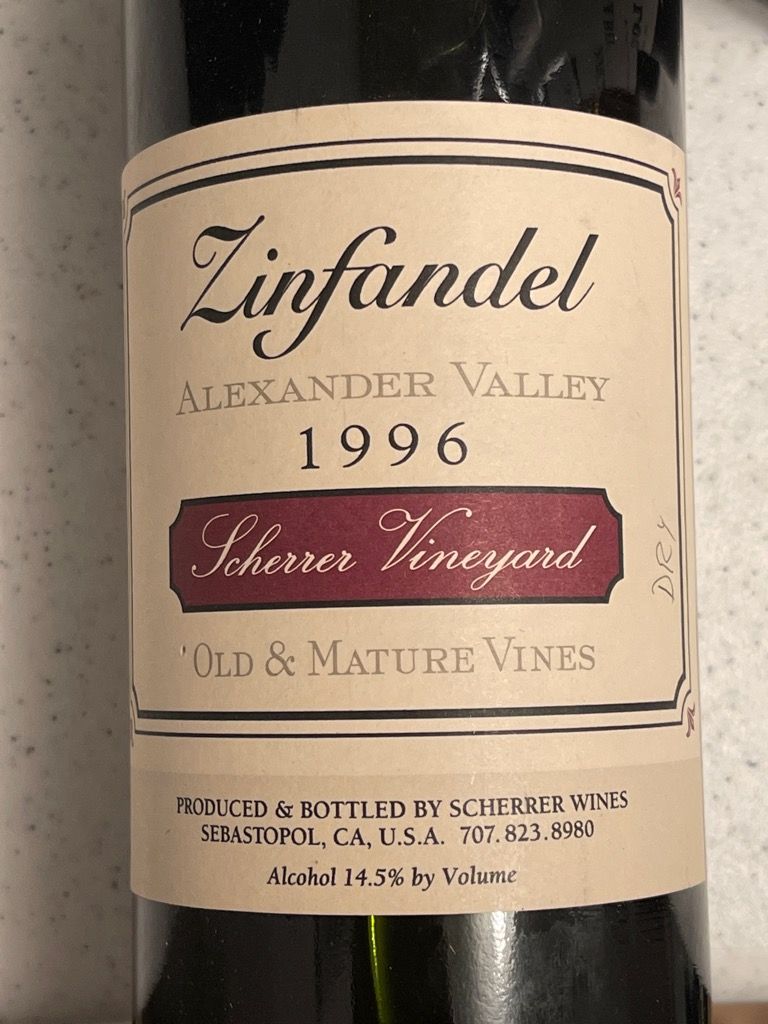 Zinfandel
ALEXANDER VALLEY
1996
Scherrer Vineyard
DRY
OLD & MATURE VINES
PRODUCED & BOTTLED BY SCHERRER WINES
SEBASTOPOL, CA, U.S.A. 707.823.8980
Alcohol 14.5% by Volume